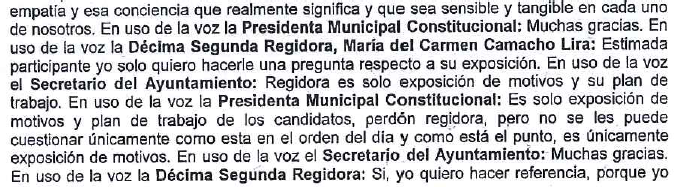 empatía y esa conciencia que realmente significa y que sea sensible y tangible en cada uno
de nosotros. En uso de la voz la Presidenta Municipal Constitucional: Muchas gracias. En
uso de la voz la Décima Segunda Regidora, María del Carmen Camacho Lira: Estimada
participante yo solo quiero hacerle una pregunta respecto a su exposición. En uso de la voz
el Secretario del Ayuntamiento: Regidora es solo exposición de motivos y su plan de
trabajo. En uso de la voz la Presidenta Municipal Constitucional: Es solo exposición de
motivos y plan de trabajo de los candidatos, perdón regidora, pero no se les puede
cuestionar únicamente como esta en el orden del día y como está el punto, es únicamente
exposición de motivos. En uso de la voz el Secretario del Ayuntamiento: Muchas gracias.
En uso de la voz la Décima Segunda Regidora: Si, yo quiero hacer referencia, porque yo